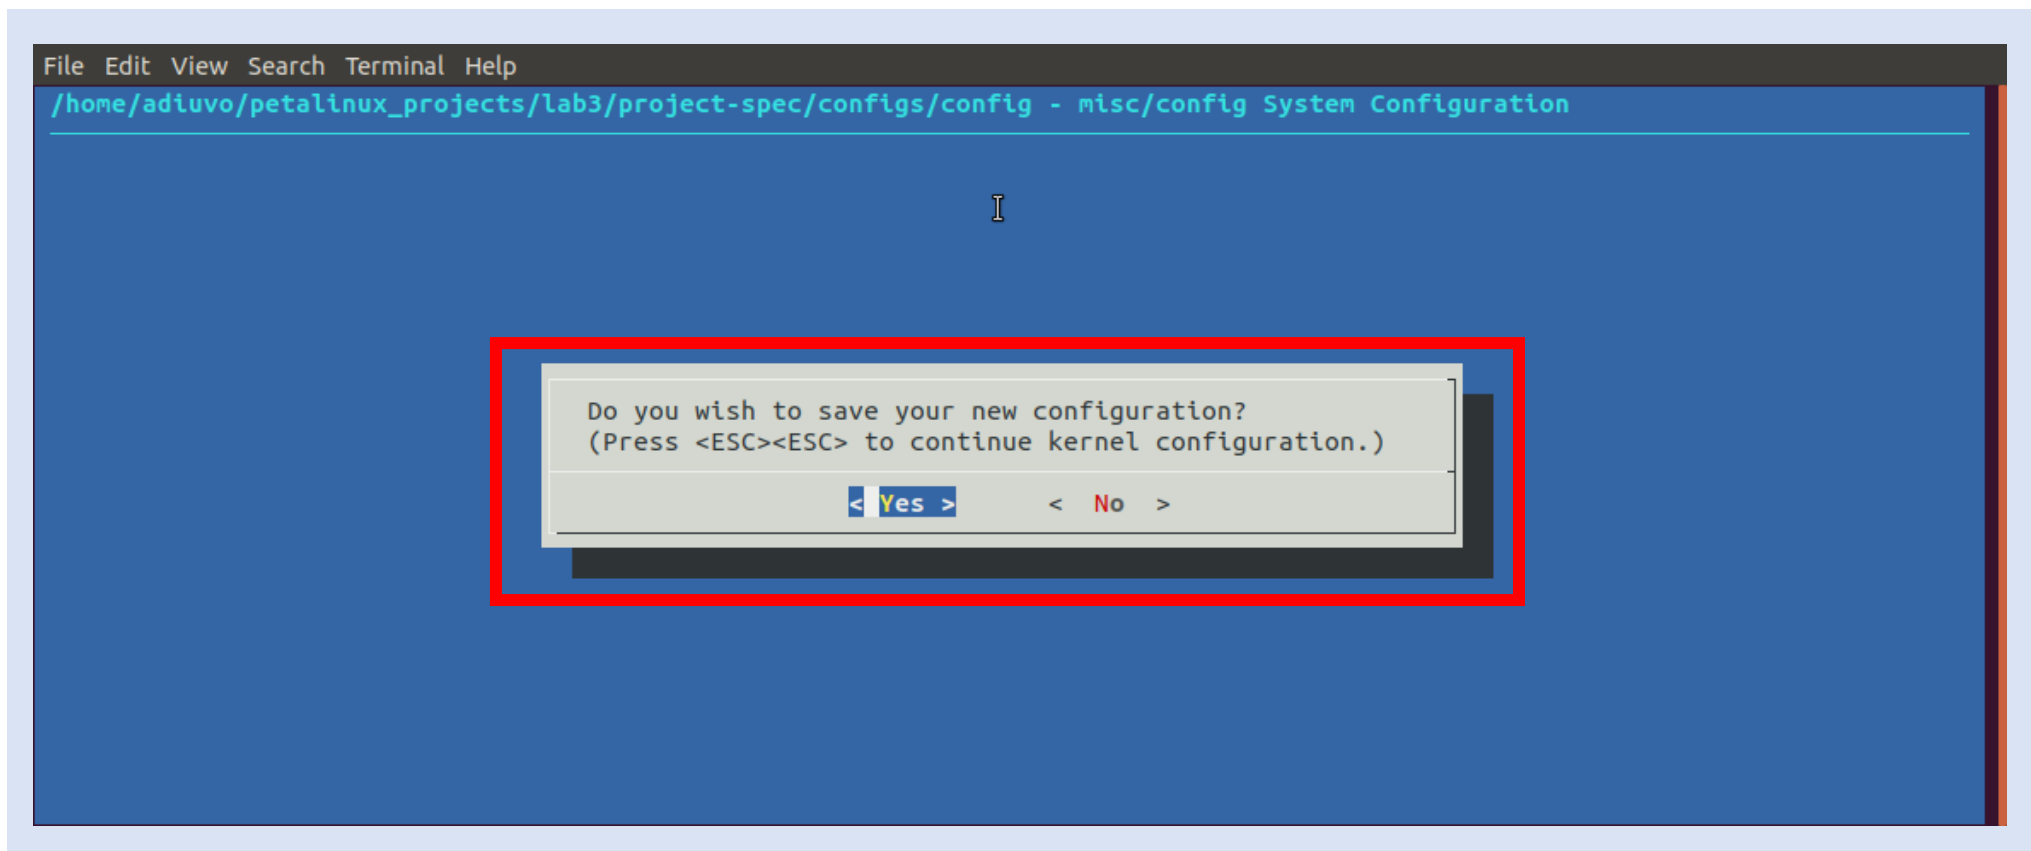 File Edit View Search Terminal Help
/home/adiuvo/petalinux_projects/lab3/project-spec/configs/config - misc/config System Configuration
Do you wish to save your new configuration?
(Press <ESC><ESC> to continue kernel configuration.)
< Yes > < No >